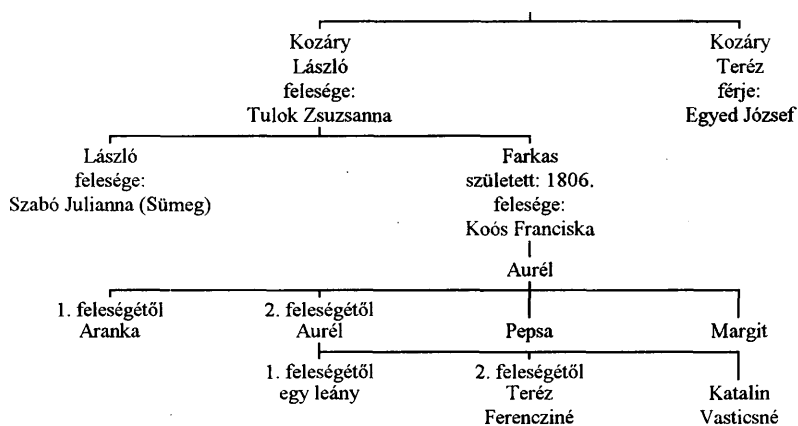 Kozáry
László
felesége:
Tulok Zsuzsanna
Kozáry
Teréz
férje:
Egyed József
László
felesége:
Szabó Julianna (Sümeg)
Farkas
született: 1806.
felesége:
Koós Franciska
Aurél
1. feleségétől
Aranka
2. feleségétől
Aurél
Pepsa
Margit
1. feleségétől
egy leány
2. feleségétől
Teréz
Ferencziné
Katalin
Vasticsné